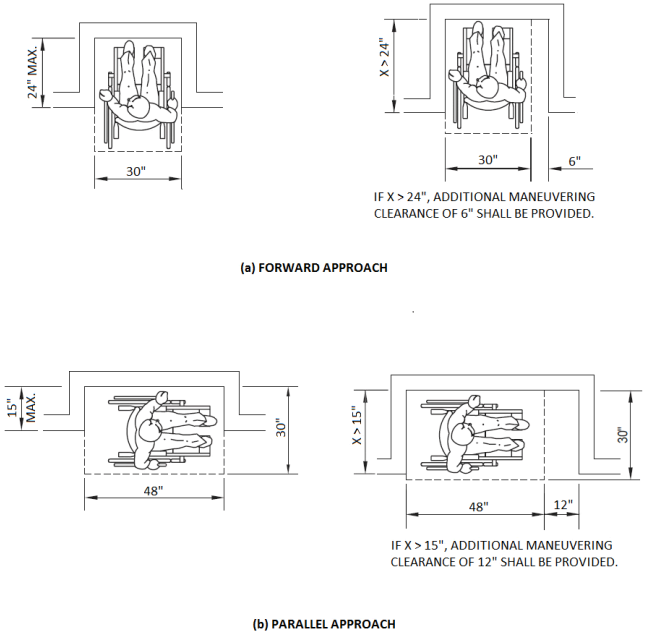 24" MAX.
30"
X > 24"
30"
6"
IF X > 24", ADDITIONAL MANEUVERING
CLEARANCE OF 6" SHALL BE PROVIDED.
(a) FORWARD APPROACH
15"
MAX.
30"
48"
X > 15"
30"
48"
12"
IF X > 15", ADDITIONAL MANEUVERING
CLEARANCE OF 12" SHALL BE PROVIDED.
(b) PARALLEL APPROACH